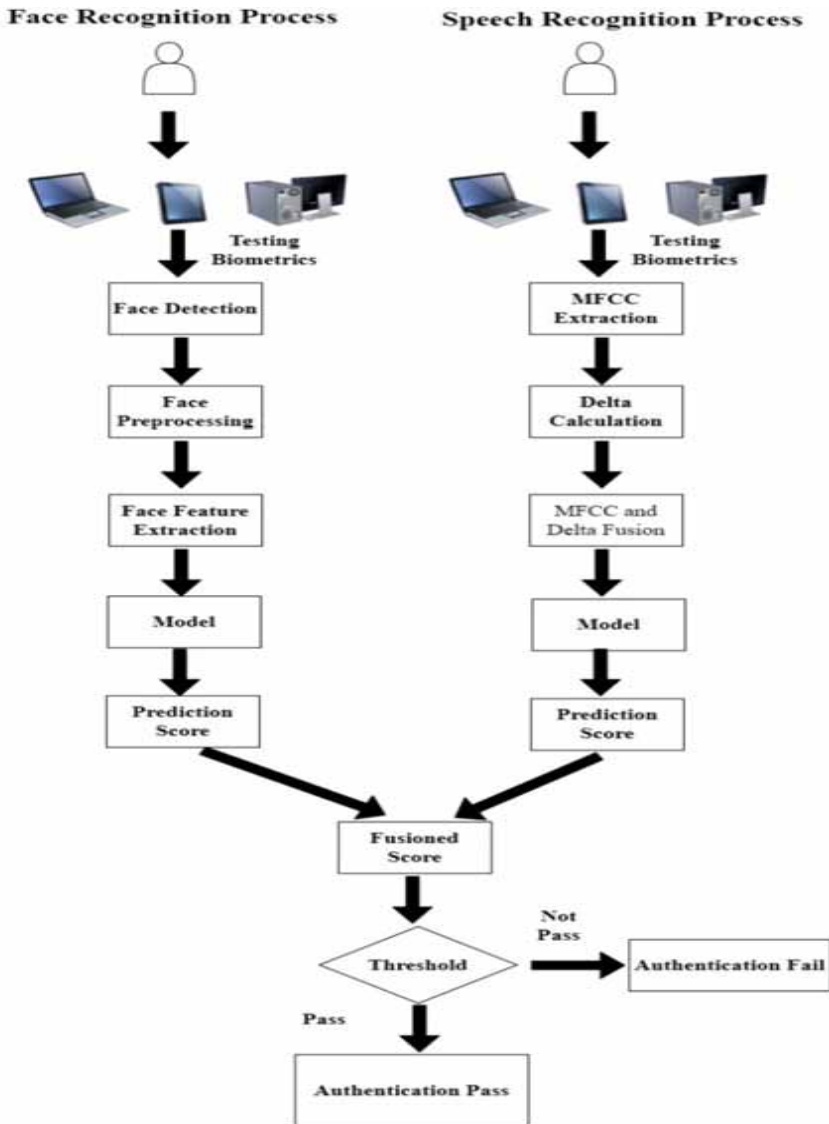 Face Recognition Process
Speech Recognition Process
Testing
Biometrics
Testing
Biometrics
Face Detection
MFCC
Extraction
Face
Preprocessing
Delta
Calculation
Face Feature
Extraction
MFCC and
Delta Fusion
Model
Model
Prediction
Score
Prediction
Score
Fusioned
Score
Not
Pass
Threshold
Authentication Fail
Pass
Authentication Pass